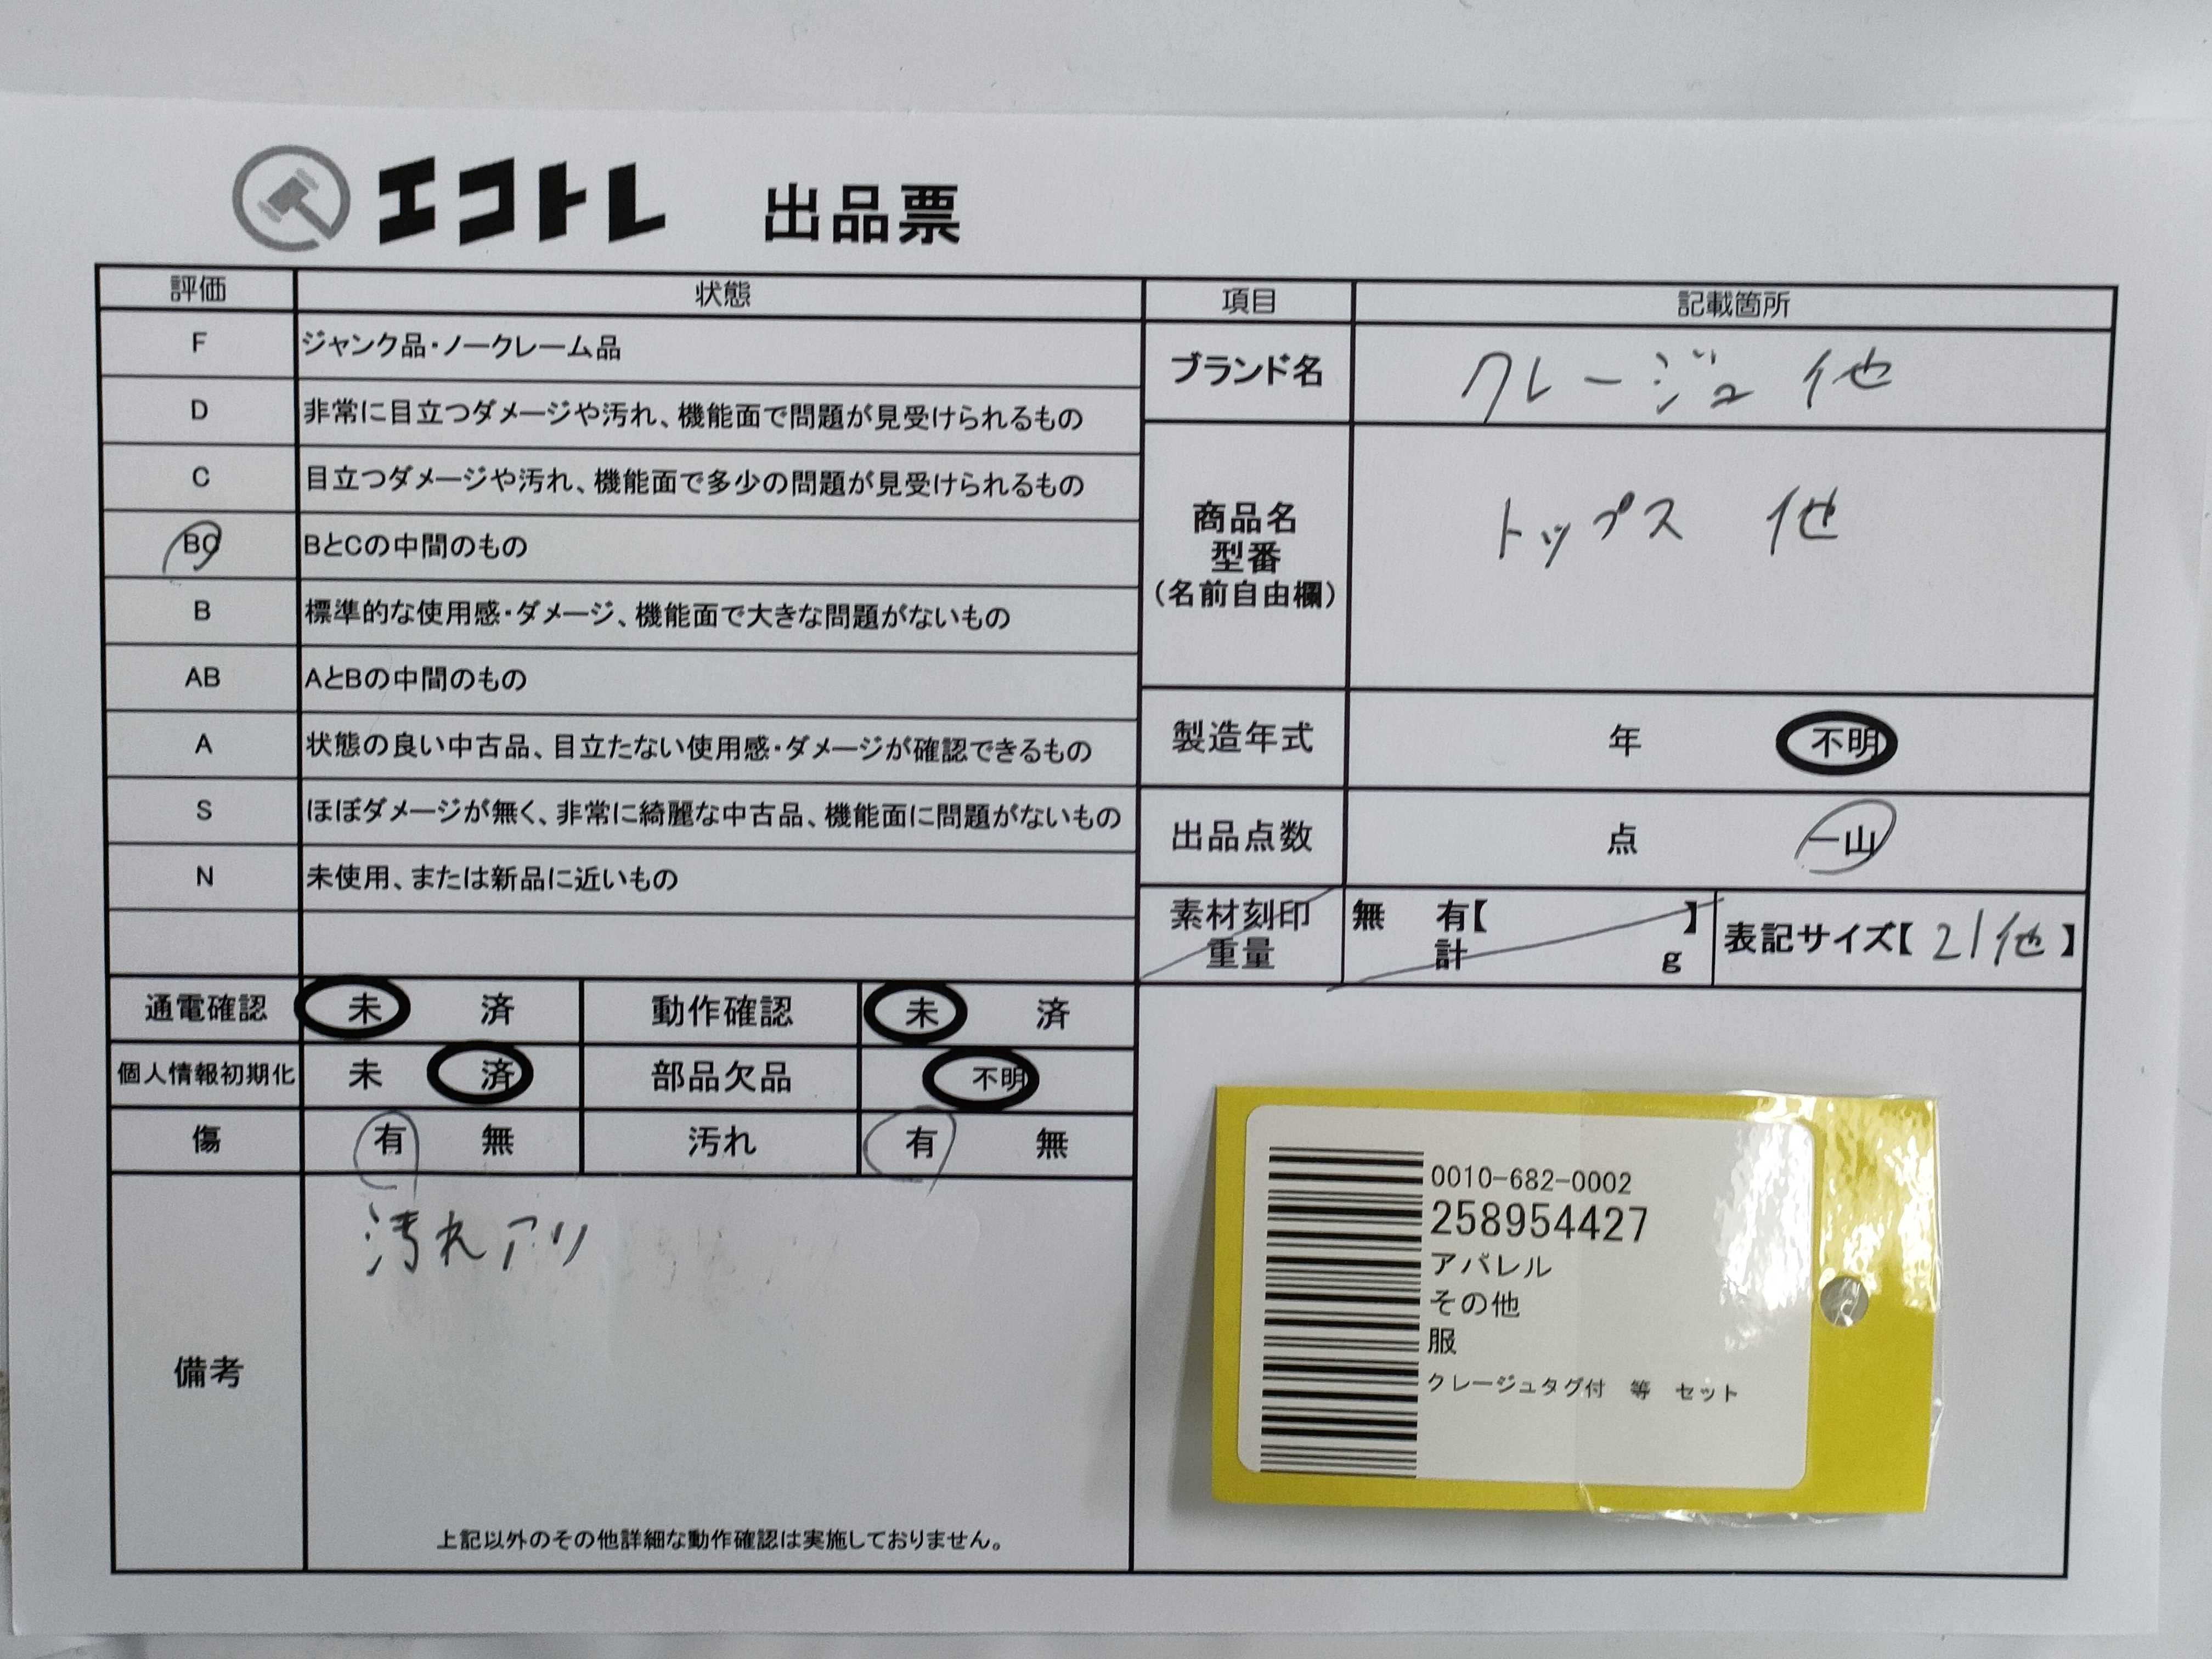 エコトレ 出品票
評価 状態 項目 記載箇所
F ジャンク品・ノークレーム品
D 非常に目立つダメージや汚れ、機能面で問題が見受けられるもの
C 目立つダメージや汚れ、機能面で多少の問題が見受けられるもの
BC BとCの中間のもの
B 標準的な使用感・ダメージ、機能面で大きな問題がないもの
AB AとBの中間のもの
A 状態の良い中古品、目立たない使用感・ダメージが確認できるもの
S ほぼダメージが無く、非常に綺麗な中古品、機能面に問題がないもの
N 未使用、または新品に近いもの
ブランド名 クレージュ 他
商品名
型番
(名前自由欄)
トップス 他
製造年式 年 不明
出品点数 点 一山
素材刻印 無 有【 】
重量 計 g
表記サイズ【21他】
通電確認 未 済 動作確認 未 済
個人情報初期化 未 済 部品欠品 不明
傷 有 無 汚れ 有 無
備考
汚れアリ
上記以外のその他詳細な動作確認は実施しておりません。
0010-682-0002
258954427
アパレル
その他
服
クレージュタグ付 等 セット